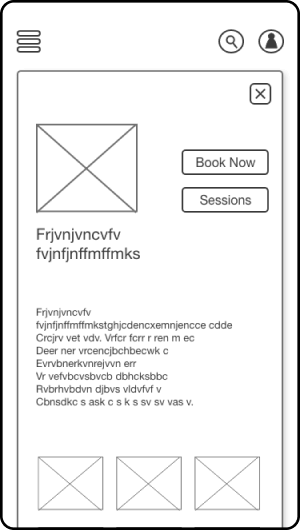 Book Now
Sessions
Frjvnjvncvfv
fvjnfjnffmffmks
Frjvnjvncvfv
fvjnfjnffmffmkstghjcdencxemnjencce cdde
Crcjrv vet vdv. Vrfcr fcrr r ren m ec
Deer ner vrcencjbchbecwk c
Evrvbnerkvnrejvvn err
Vr vefvbcvsbvcb dbhcksbbc
Rvbrhvbdvn djbvs vldvfvf v
Cbnsdkc s ask c s k s sv sv vas v.